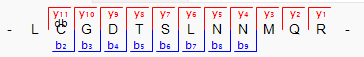 y11 y10 y9 y8 y7 y6 y5 y4 y3 y2 y1
- L C G D T S L N N M Q R -
db
b2 b3 b4 b5 b6 b7 b8 b9